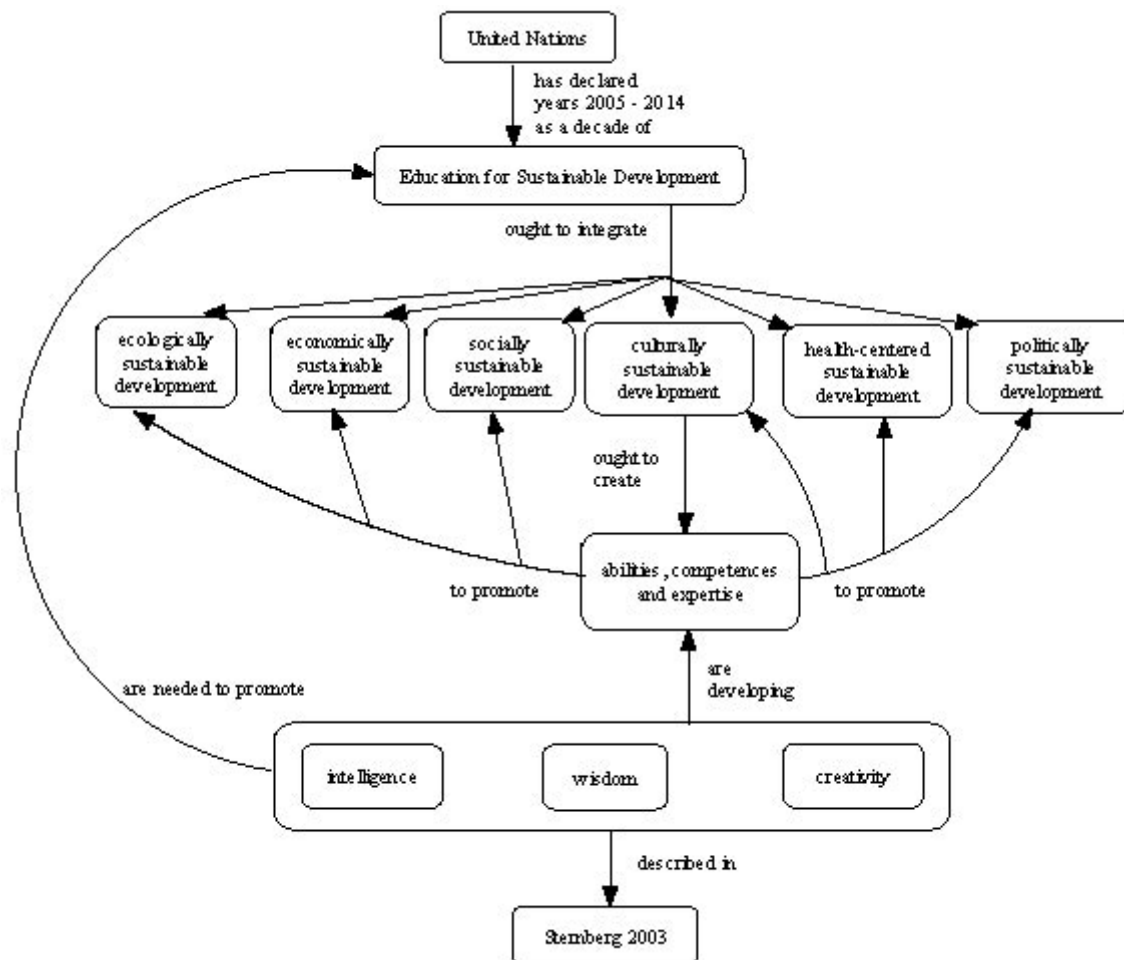 United Nations
has declared
years 2005 - 2014
as a decade of
Education for Sustainable Development
ought to integrate
ecologically
sustainable
development
economically
sustainable
development
socially
sustainable
development
culturally
sustainable
development
health-centered
sustainable
development
politically
sustainable
development
ought to
create
abilities, competences
and expertise
to promote
to promote
are
developing
are needed to promote
intelligence
wisdom
creativity
described in
Sternberg 2003